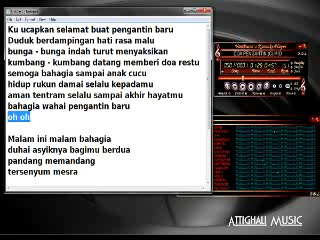 Ku ucapkan selamat buat pengantin baru
Duduk berdampingan hati rasa malu
bunga - bunga indah turut menyaksikan
kumbang - kumbang datang memberi doa restu
semoga bahagia sampai anak cucu
hidup rukun damai selalu kepadamu
aman tentram selalu sampai akhir hayatmu
bahagia wahai pengantin baru
oh oh
Malam ini malam bahagia
duhai asyiknya bagimu berdua
pandang memandang
tersenyum mesra
ATTIGHALI MUSIC